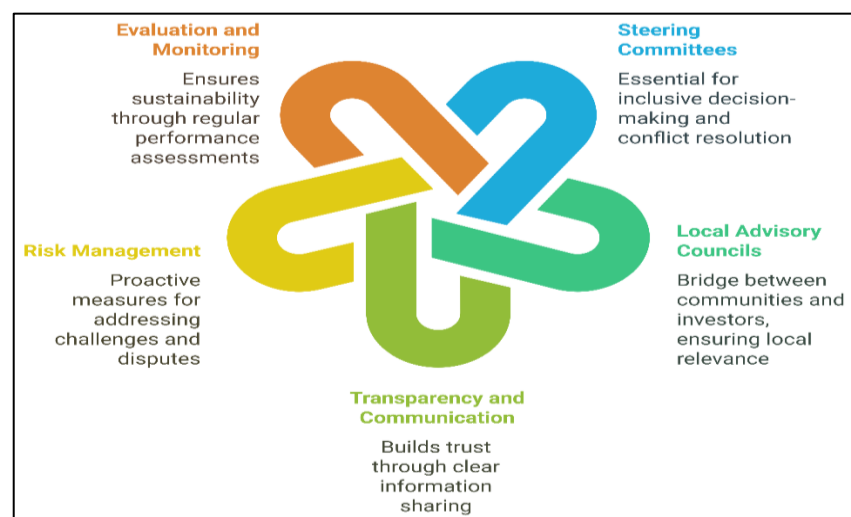 Evaluation and
Monitoring
Ensures
sustainability
through regular
performance
assessments
Steering
Committees
Essential for
inclusive decision-
making and
conflict resolution
Risk Management
Proactive
measures for
addressing
challenges and
disputes
Local Advisory
Councils
Bridge between
communities and
investors,
ensuring local
relevance
Transparency and
Communication
Builds trust
through clear
information
sharing